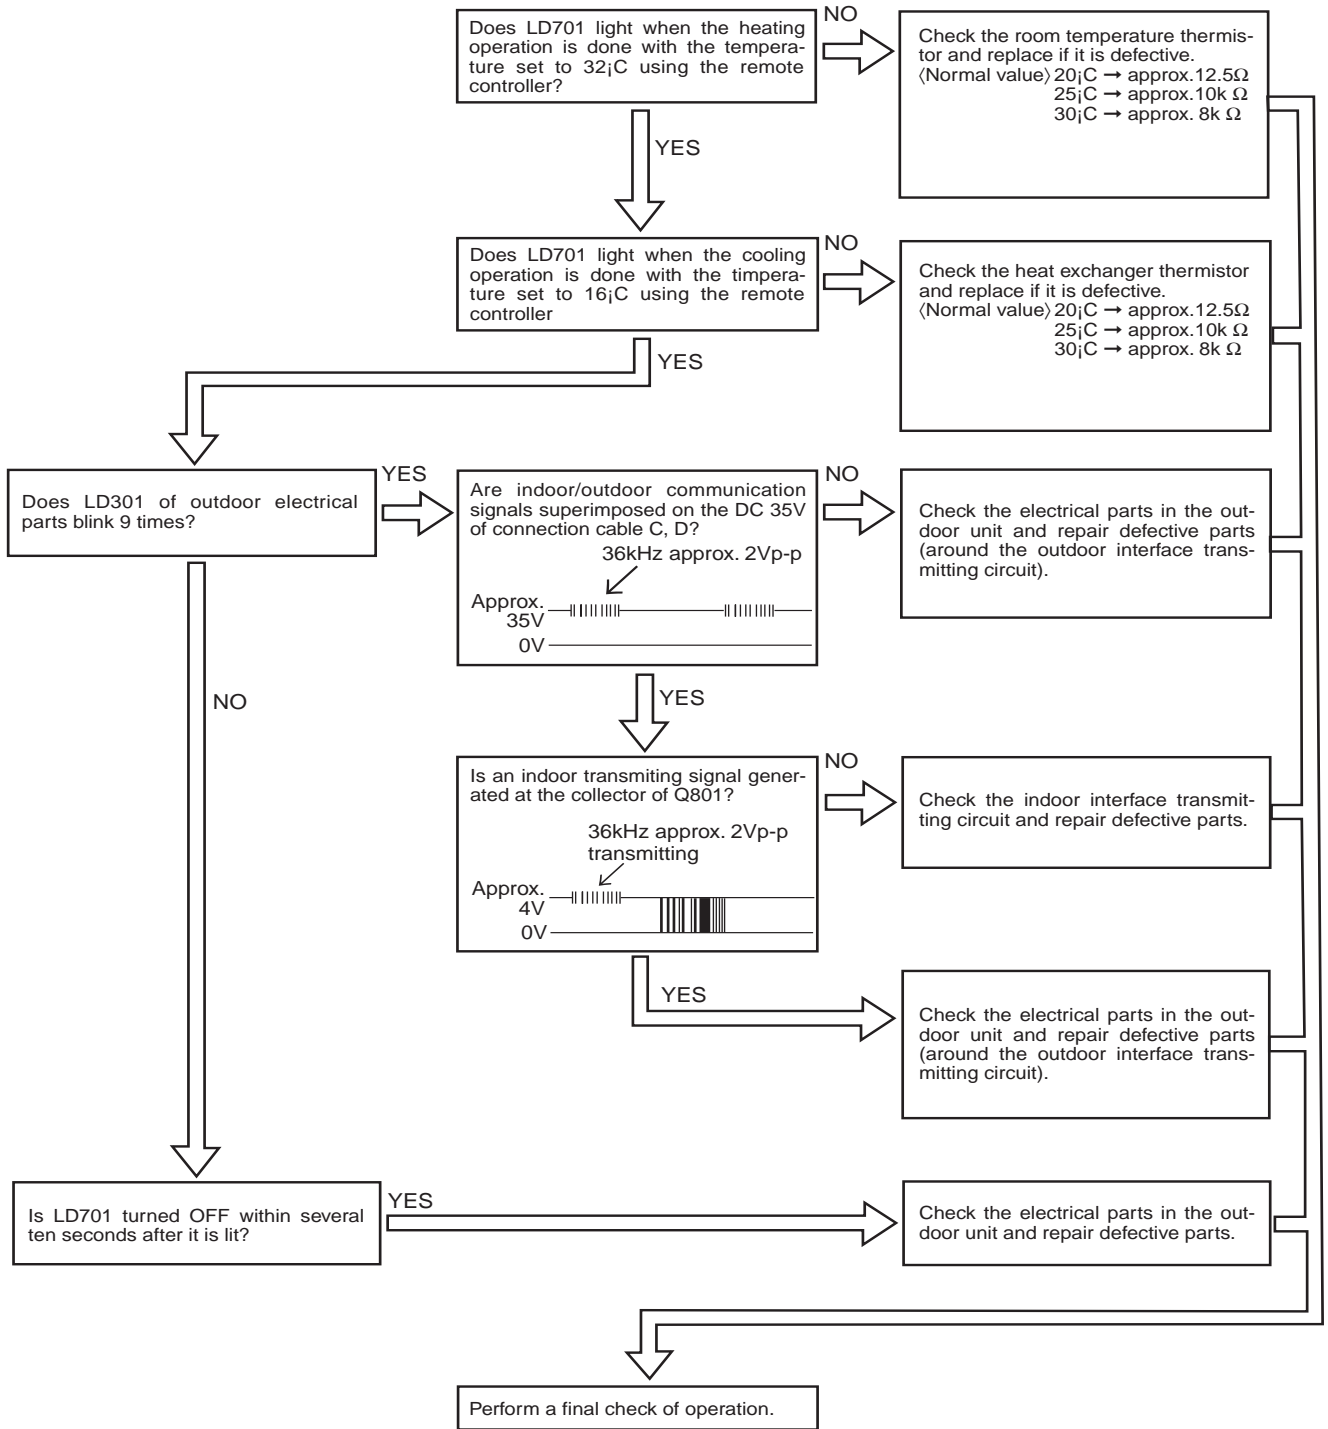 Does LD701 light when the heating
operation is done with the tempera-
ture set to 32¡C using the remote
controller?
NO
Check the room temperature thermis-
tor and replace if it is defective.
⟨Normal value⟩ 20¡C → approx.12.5Ω
25¡C → approx.10k Ω
30¡C → approx. 8k Ω
YES
Does LD701 light when the cooling
operation is done with the timpera-
ture set to 16¡C using the remote
controller
NO
Check the heat exchanger thermistor
and replace if it is defective.
⟨Normal value⟩ 20¡C → approx.12.5Ω
25¡C → approx.10k Ω
30¡C → approx. 8k Ω
YES
Does LD301 of outdoor electrical
parts blink 9 times?
YES
Are indoor/outdoor communication
signals superimposed on the DC 35V
of connection cable C, D?
36kHz approx. 2Vp-p
Approx.
35V
0V
NO
Check the electrical parts in the out-
door unit and repair defective parts
(around the outdoor interface trans-
mitting circuit).
NO
YES
Is an indoor transmiting signal gener-
ated at the collector of Q801?
36kHz approx. 2Vp-p
transmitting
Approx.
4V
0V
NO
Check the indoor interface transmit-
ting circuit and repair defective parts.
YES
Check the electrical parts in the out-
door unit and repair defective parts
(around the outdoor interface trans-
mitting circuit).
Is LD701 turned OFF within several
ten seconds after it is lit?
YES
Check the electrical parts in the out-
door unit and repair defective parts.
Perform a final check of operation.